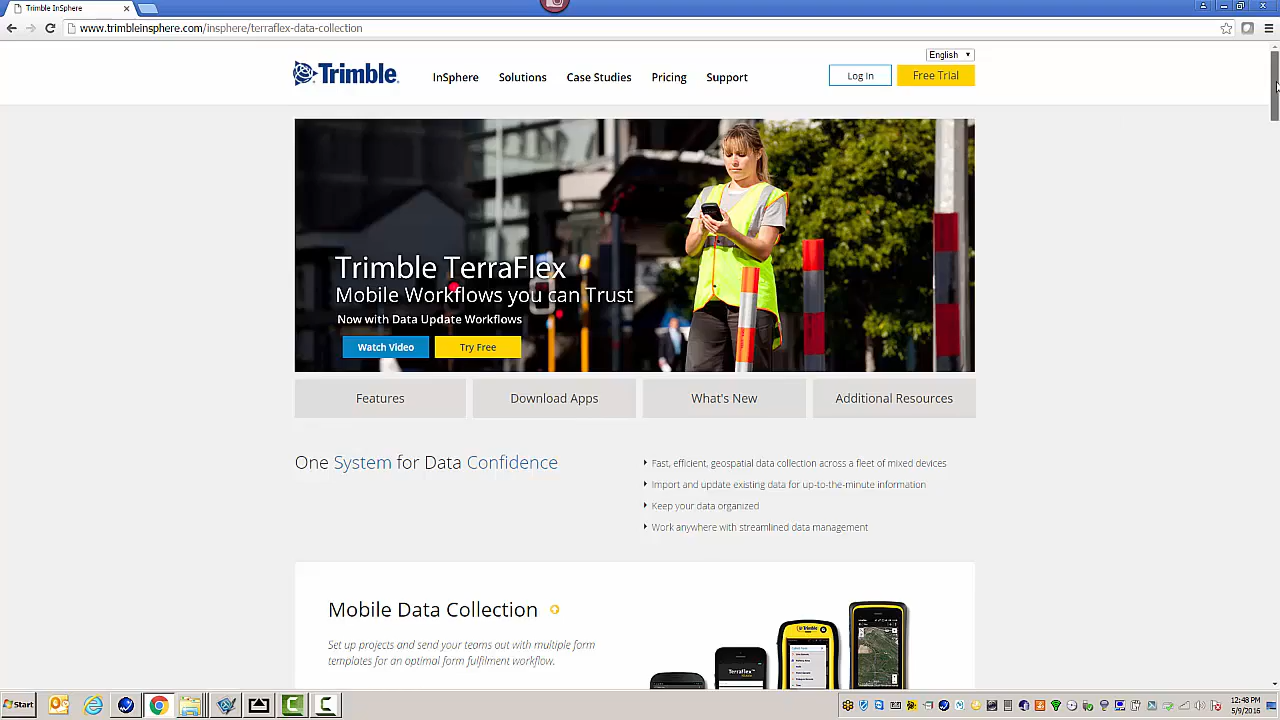 Trimble InSphere
www.trimbleinsphere.com/insphere/terraflex-data-collection
English
Trimble
InSphere
Solutions
Case Studies
Pricing
Support
Log In
Free Trial
Trimble TerraFlex
Mobile Workflows you can Trust
Now with Data Update Workflows
Watch Video
Try Free
Features
Download Apps
What's New
Additional Resources
One System for Data Confidence
Fast, efficient, geospatial data collection across a fleet of mixed devices
Import and update existing data for up-to-the-minute information
Keep your data organized
Work anywhere with streamlined data management
Mobile Data Collection
Set up projects and send your teams out with multiple form
templates for an optimal form fulfilment workflow.
Trimble
TerraFlex
Start
12:48 PM
5/9/2016